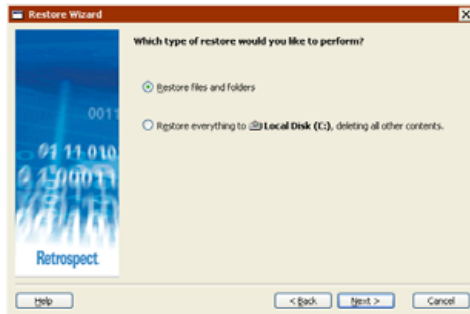 Restore Wizard
Which type of restore would you like to perform?
Restore files and folders
Restore everything to Local Disk (C:), deleting all other contents.
0011
01 11 010
Retrospect
Help
< Back
Next >
Cancel